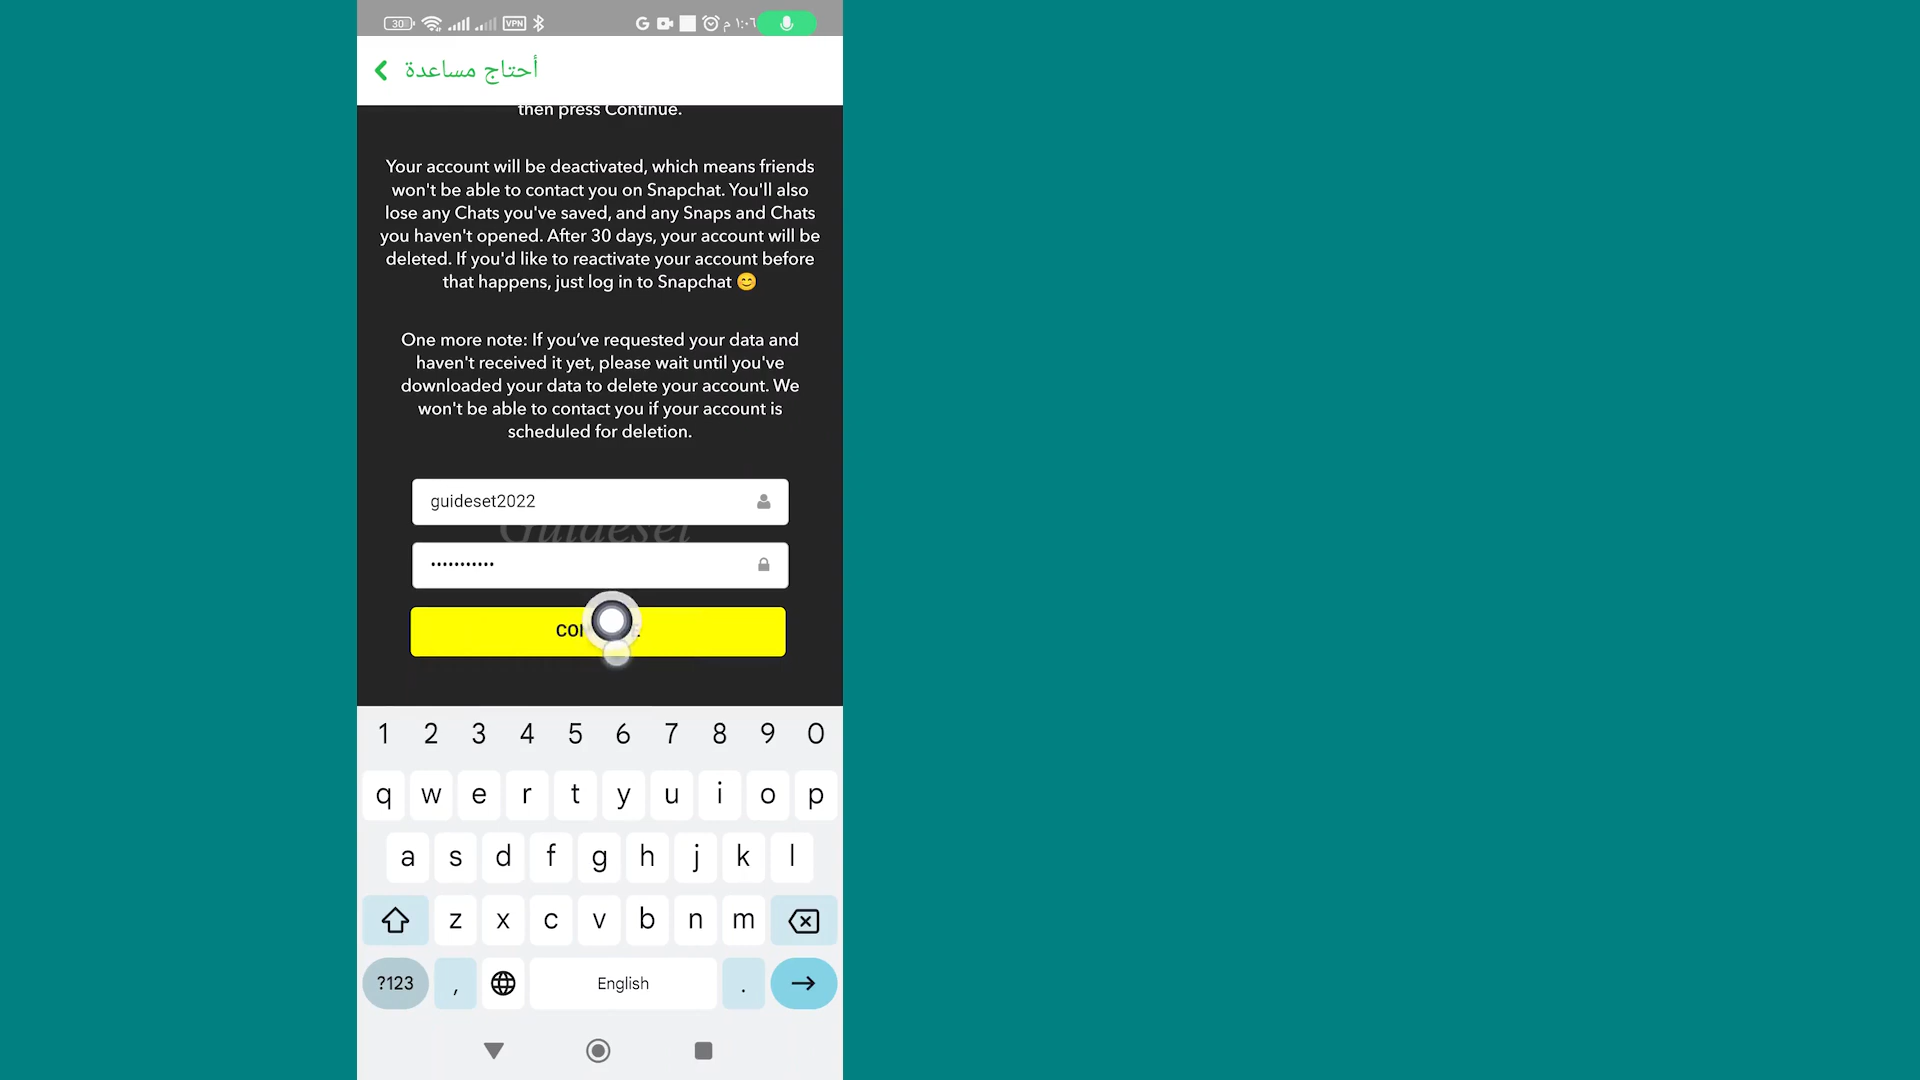 30 VPN G م ١:٠٦
أحتاج مساعدة
then press Continue.
Your account will be deactivated, which means friends
won't be able to contact you on Snapchat. You'll also
lose any Chats you've saved, and any Snaps and Chats
you haven't opened. After 30 days, your account will be
deleted. If you'd like to reactivate your account before
that happens, just log in to Snapchat 😊
One more note: If you’ve requested your data and
haven't received it yet, please wait until you've
downloaded your data to delete your account. We
won't be able to contact you if your account is
scheduled for deletion.
guideset2022
Guideset
•••••••••••
1 2 3 4 5 6 7 8 9 0
q w e r t y u i o p
a s d f g h j k l
z x c v b n m
?123 , English .